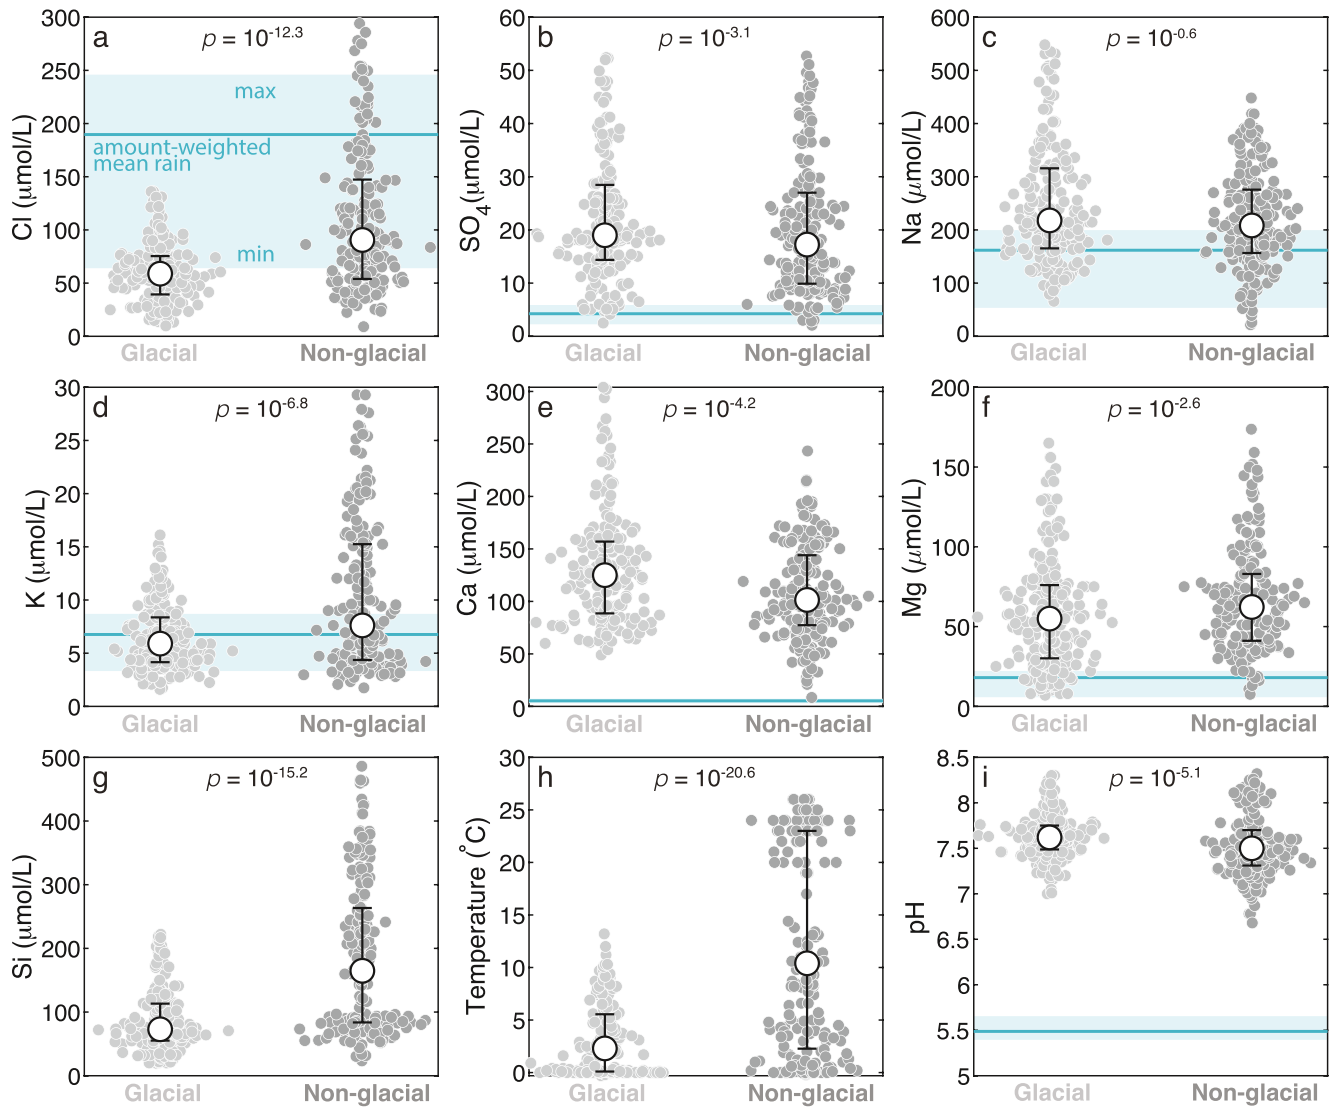 a
p = 10^-12.3
300
250
200
150
100
50
0
Cl (μmol/L)
max
amount-weighted
mean rain
min
Glacial
Non-glacial
b
p = 10^-3.1
60
50
40
30
20
10
0
SO4 (μmol/L)
Glacial
Non-glacial
c
p = 10^-0.6
600
500
400
300
200
100
0
Na (μmol/L)
Glacial
Non-glacial
d
p = 10^-6.8
30
25
20
15
10
5
0
K (μmol/L)
Glacial
Non-glacial
e
p = 10^-4.2
300
250
200
150
100
50
0
Ca (μmol/L)
Glacial
Non-glacial
f
p = 10^-2.6
200
150
100
50
0
Mg (μmol/L)
Glacial
Non-glacial
g
p = 10^-15.2
500
400
300
200
100
0
Si (μmol/L)
Glacial
Non-glacial
h
p = 10^-20.6
30
25
20
15
10
5
0
Temperature (°C)
Glacial
Non-glacial
i
p = 10^-5.1
8.5
8
7.5
7
6.5
6
5.5
5
pH
Glacial
Non-glacial